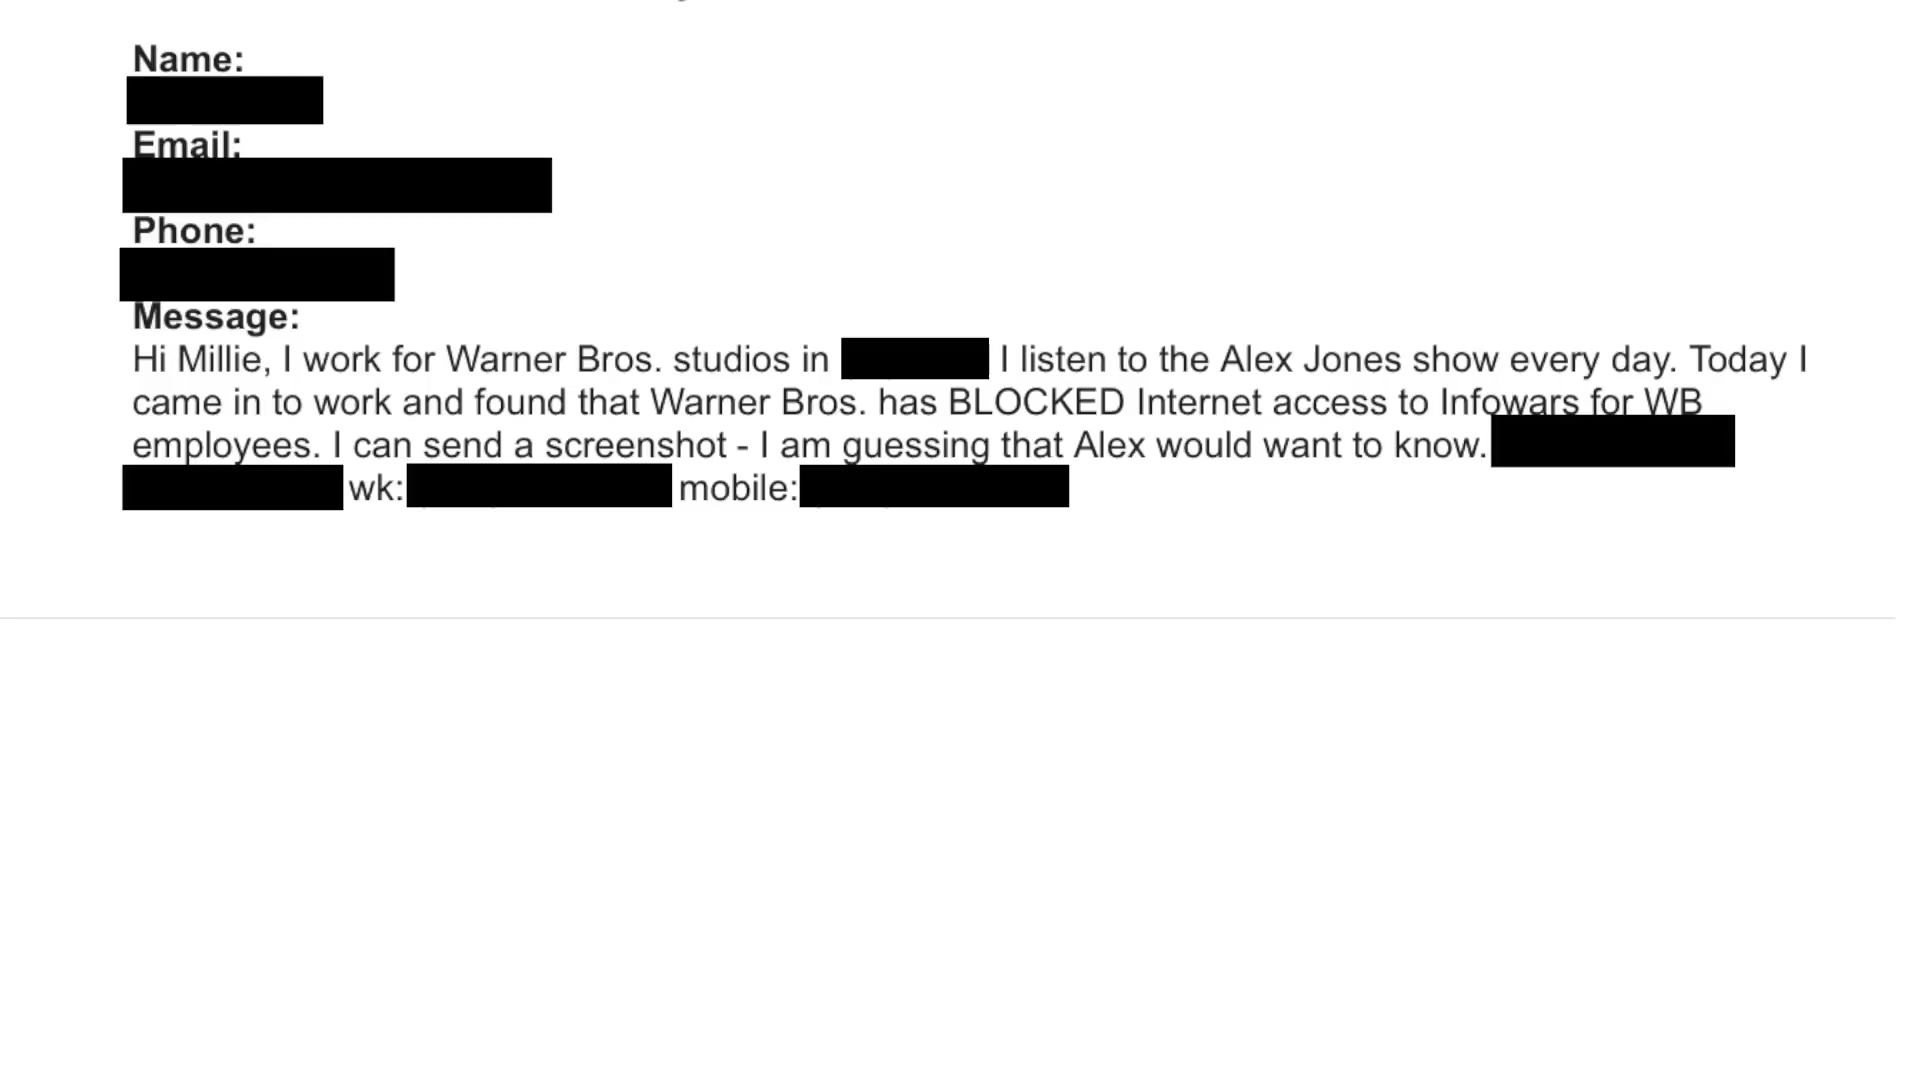 Name:
Email:
Phone:
Message:
Hi Millie, I work for Warner Bros. studios in I listen to the Alex Jones show every day. Today I
came in to work and found that Warner Bros. has BLOCKED Internet access to Infowars for WB
employees. I can send a screenshot - I am guessing that Alex would want to know.
wk: mobile: